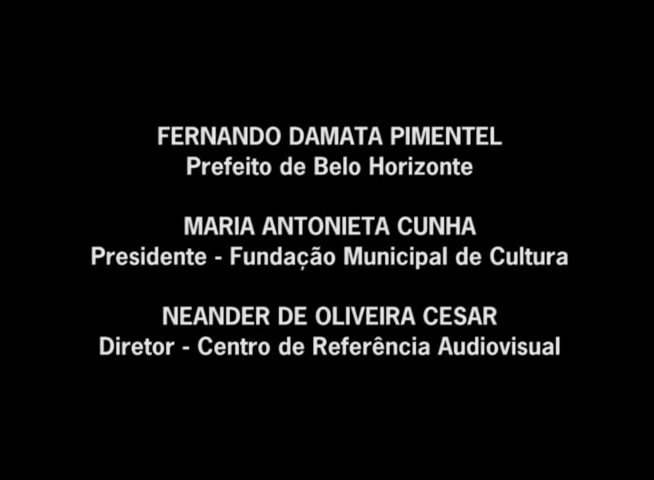 FERNANDO DAMATA PIMENTEL
Prefeito de Belo Horizonte
MARIA ANTONIETA CUNHA
Presidente - Fundação Municipal de Cultura
NEANDER DE OLIVEIRA CESAR
Diretor - Centro de Referência Audiovisual